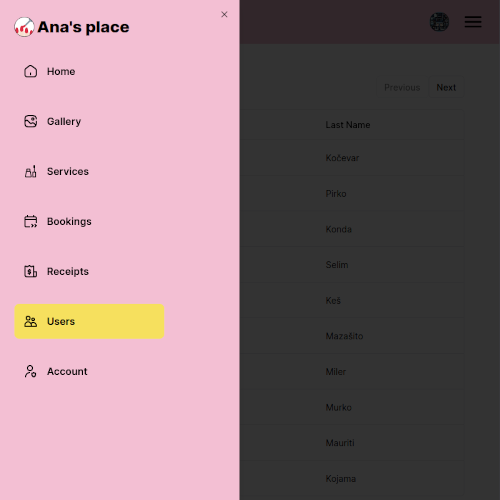 Ana's place
Home
Gallery
Services
Bookings
Receipts
Users
Account
Previous
Next
Last Name
Kočevar
Pirko
Konda
Selim
Keš
Mazašito
Miler
Murko
Mauriti
Kojama